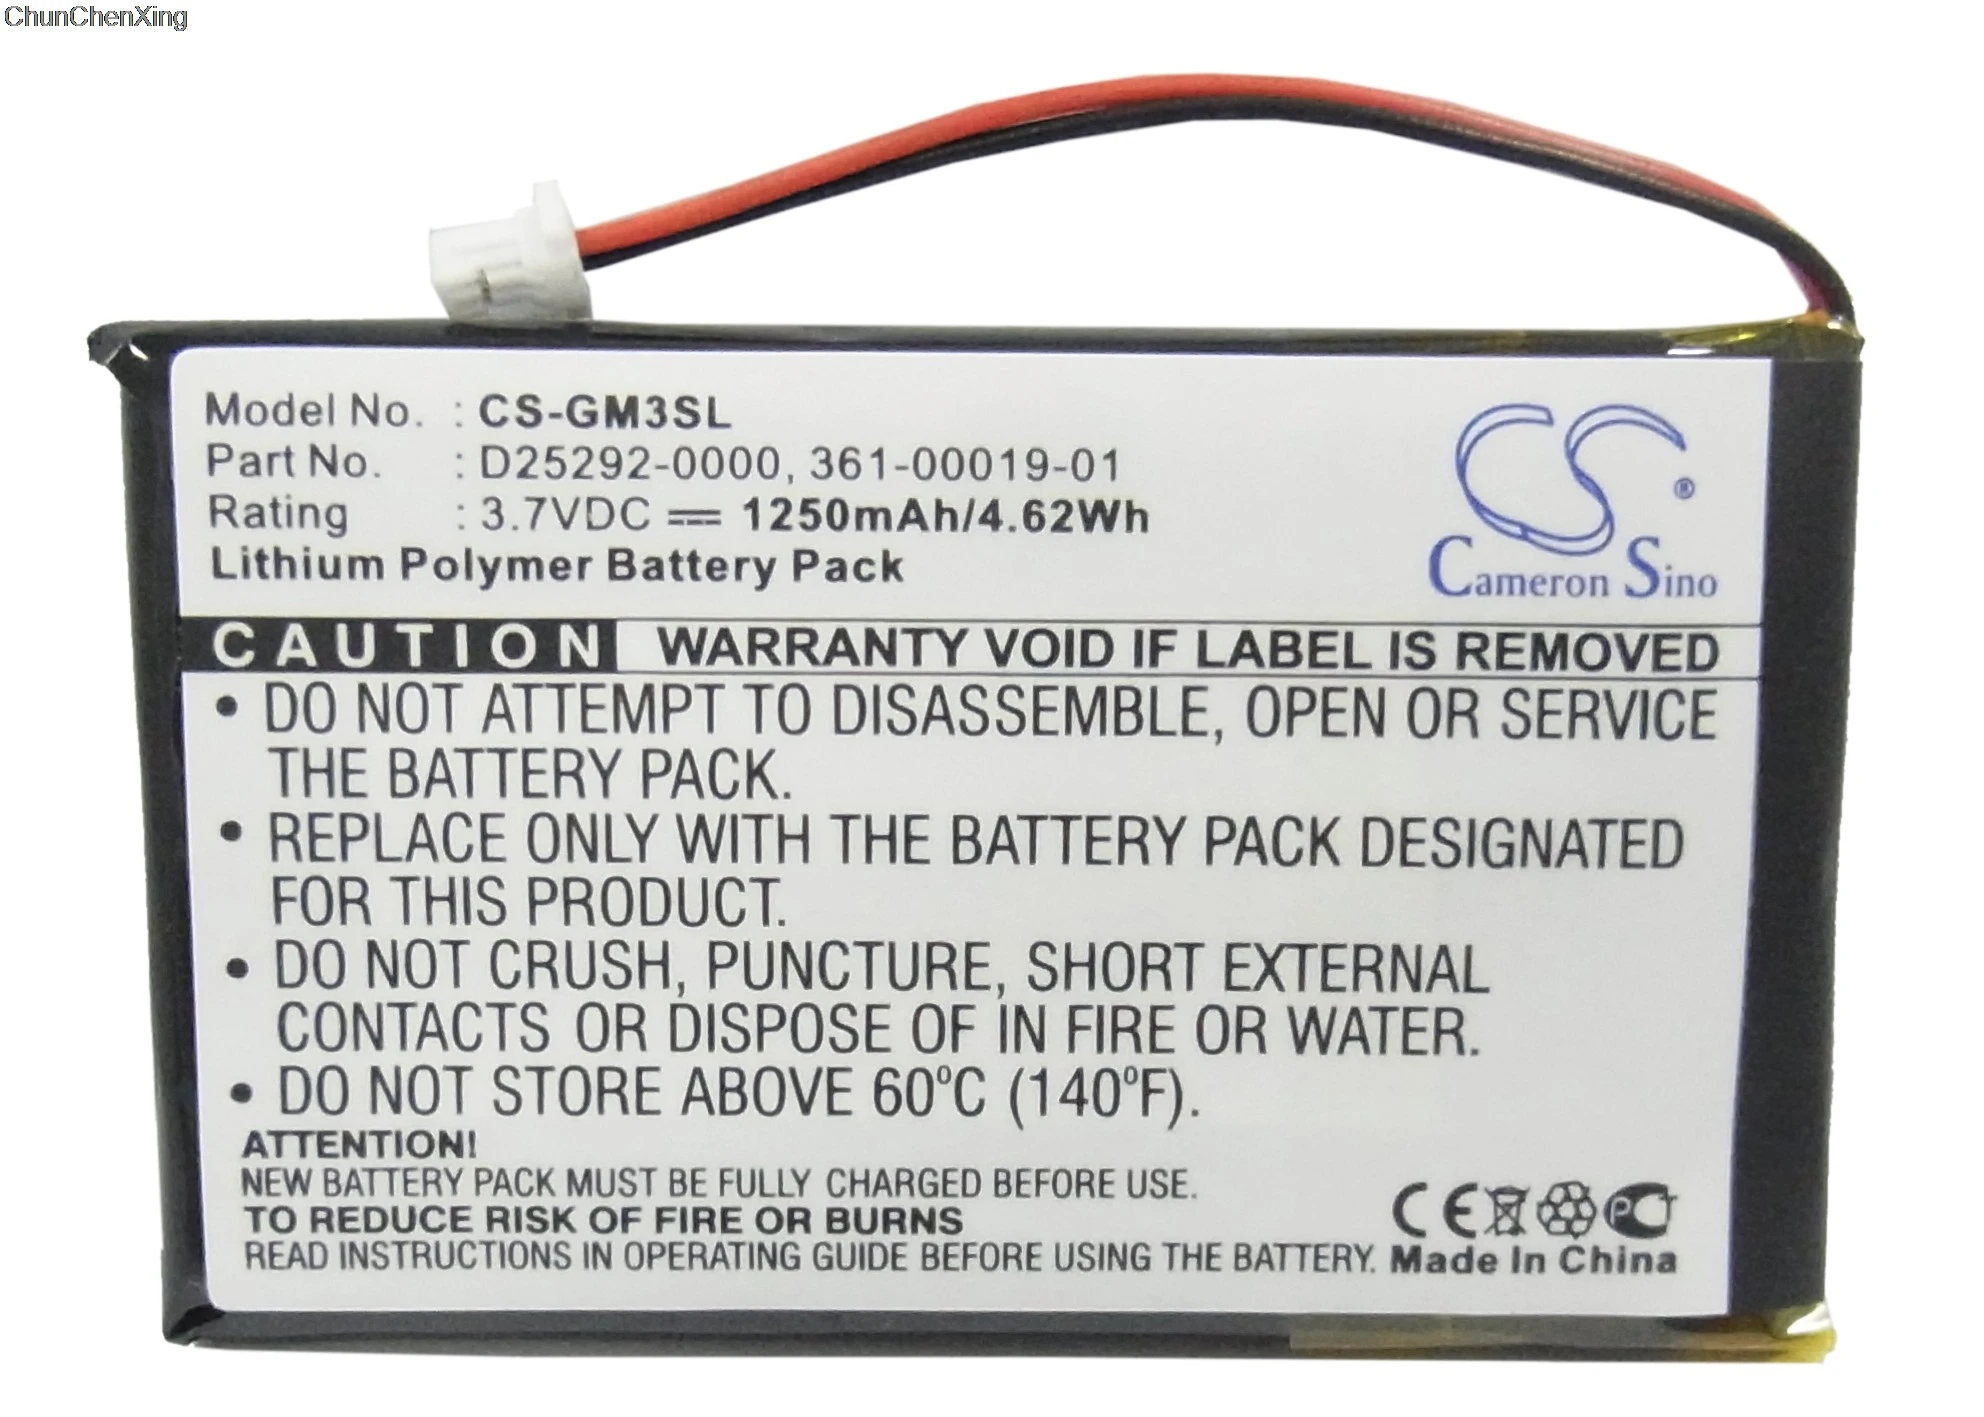 ChunChenXing
Model No. : CS-GM3SL
Part No. : D25292-0000, 361-00019-01
Rating : 3.7VDC ⎓ 1250mAh/4.62Wh
Lithium Polymer Battery Pack
CS ®
Cameron Sino
CAUTION WARRANTY VOID IF LABEL IS REMOVED
• DO NOT ATTEMPT TO DISASSEMBLE, OPEN OR SERVICE
THE BATTERY PACK.
• REPLACE ONLY WITH THE BATTERY PACK DESIGNATED
FOR THIS PRODUCT.
• DO NOT CRUSH, PUNCTURE, SHORT EXTERNAL
CONTACTS OR DISPOSE OF IN FIRE OR WATER.
• DO NOT STORE ABOVE 60°C (140°F).
ATTENTION!
NEW BATTERY PACK MUST BE FULLY CHARGED BEFORE USE.
TO REDUCE RISK OF FIRE OR BURNS
READ INSTRUCTIONS IN OPERATING GUIDE BEFORE USING THE BATTERY.
CE PC
Made In China